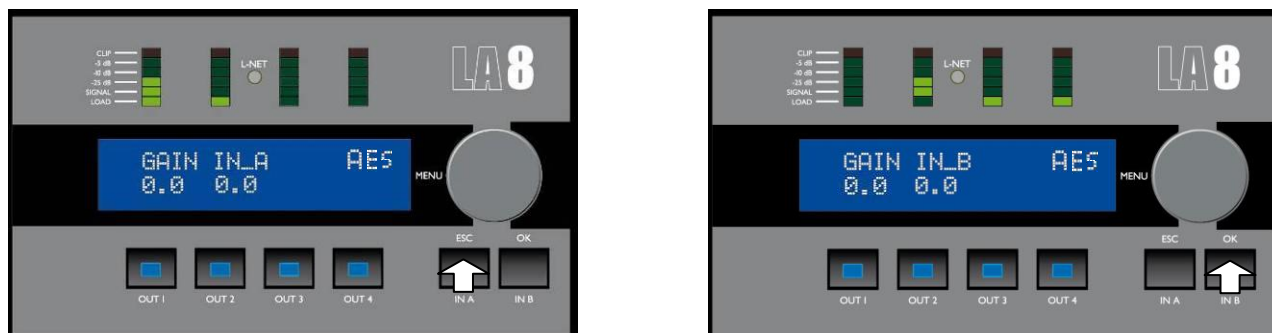 CLIP
-5 dB
-10 dB
-25 dB
SIGNAL
LOAD
L-NET
LA8
GAIN IN_A AES
0.0 0.0
MENU
ESC OK
OUT 1 OUT 2 OUT 3 OUT 4 IN A IN B
CLIP
-5 dB
-10 dB
-25 dB
SIGNAL
LOAD
L-NET
LA8
GAIN IN_B AES
0.0 0.0
MENU
ESC OK
OUT 1 OUT 2 OUT 3 OUT 4 IN A IN B